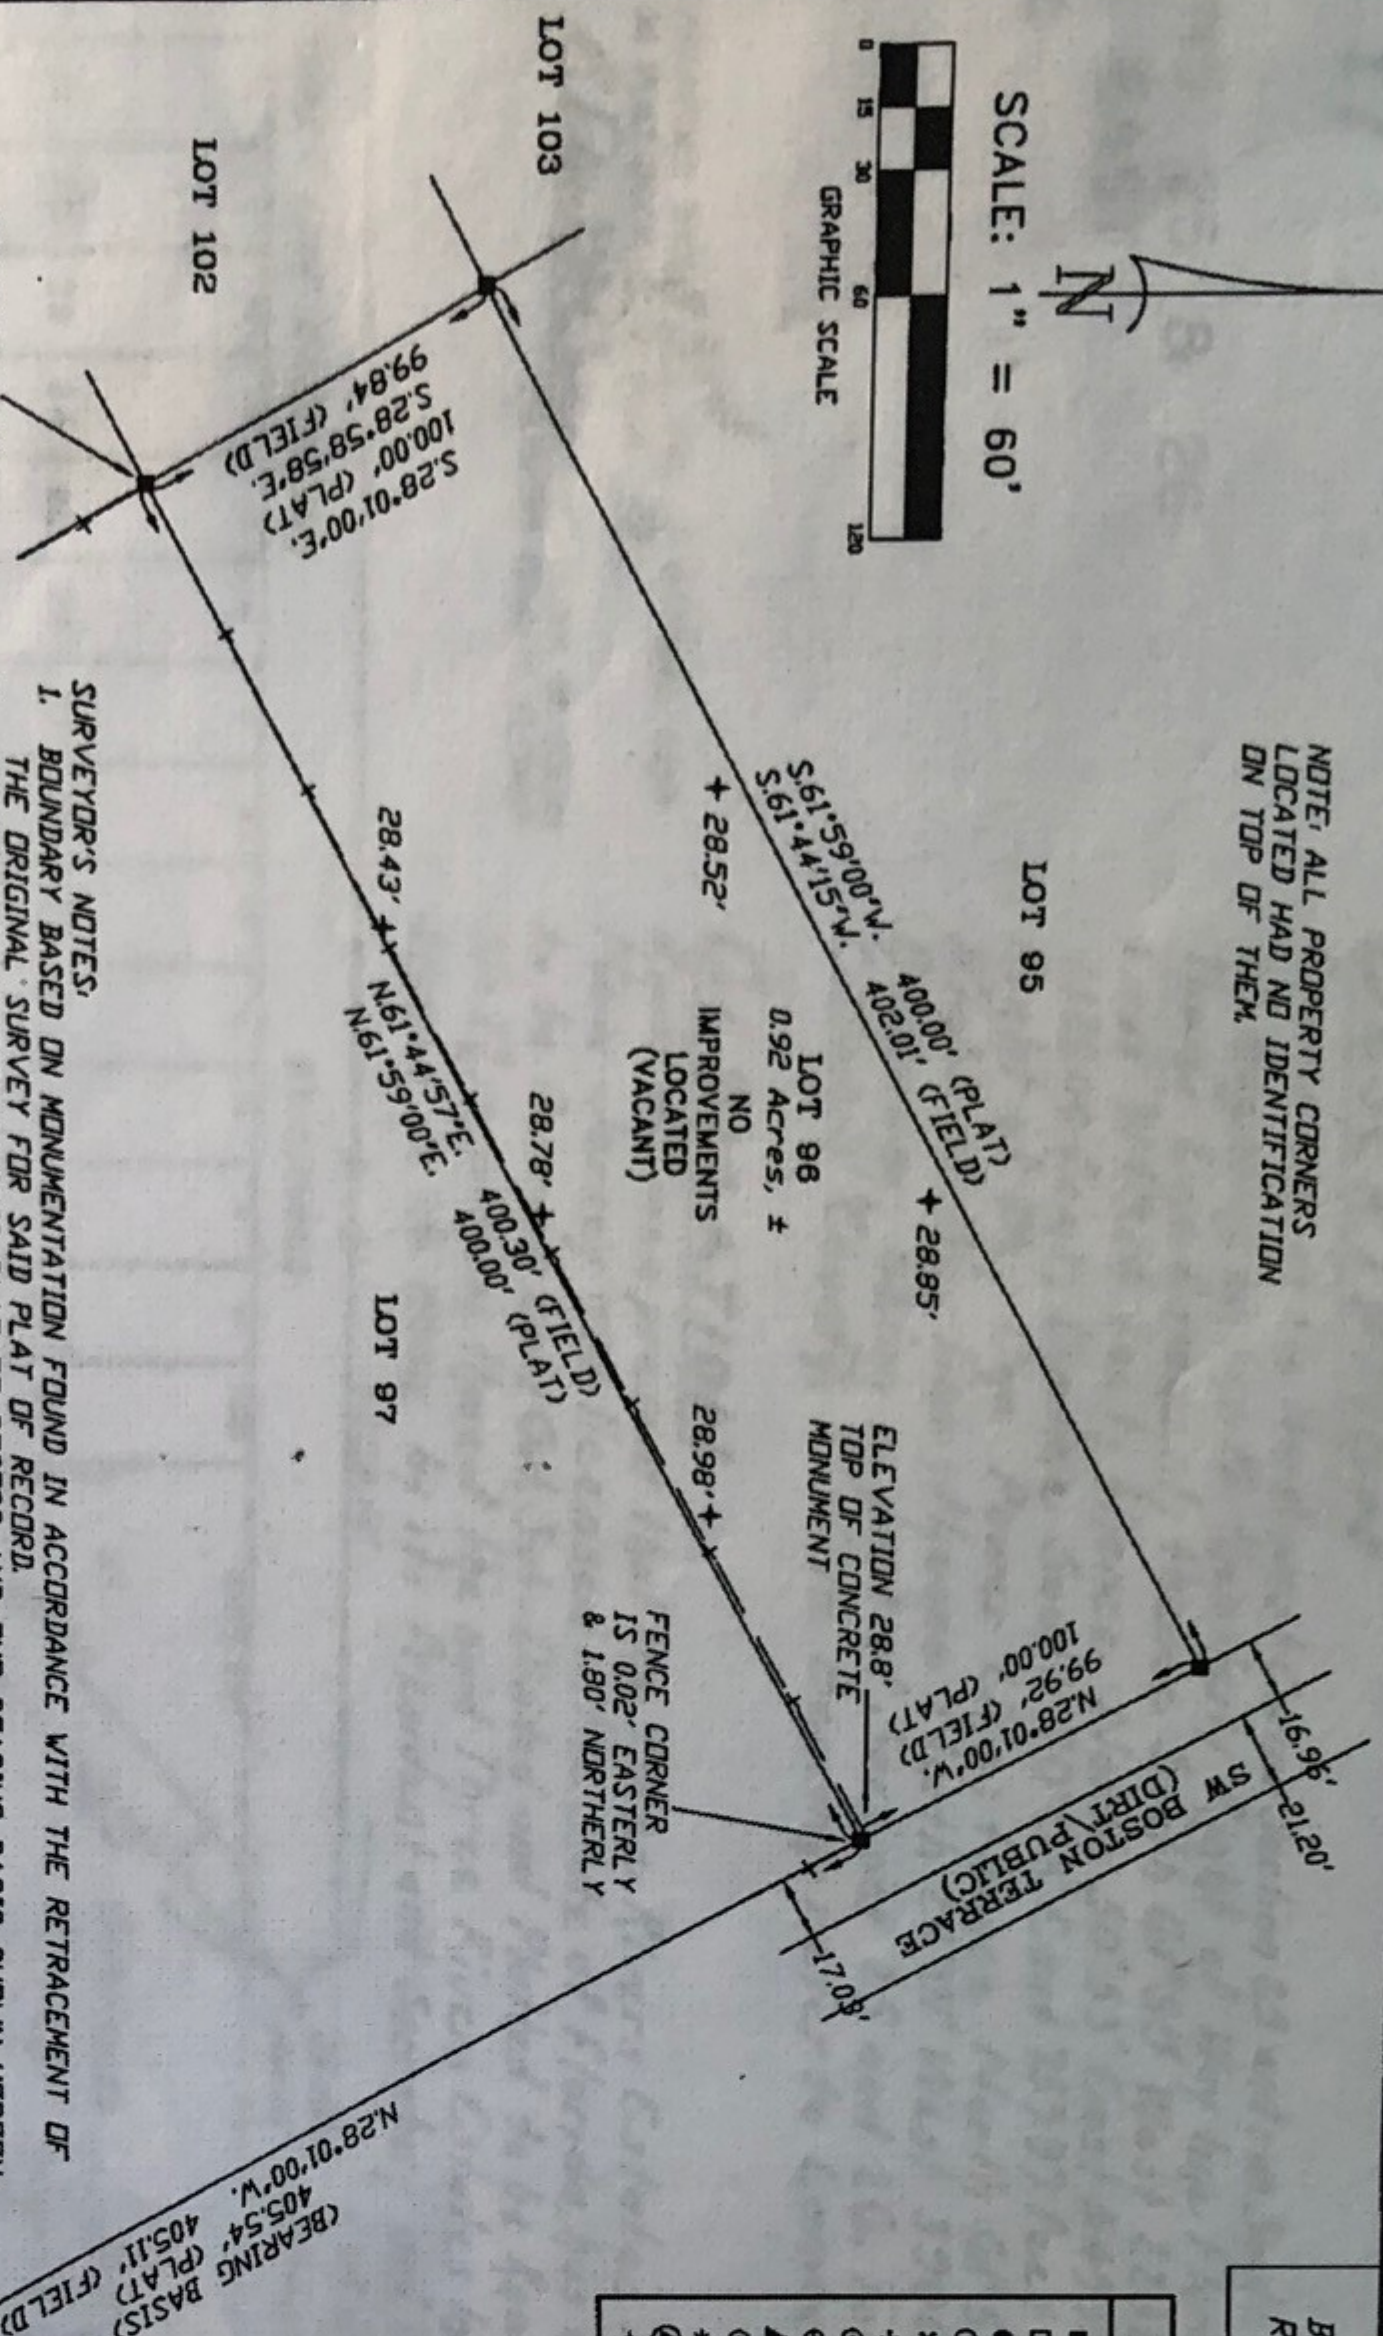 SCALE: 1" = 60'
0 15 30 60 120
GRAPHIC SCALE
N
NOTE: ALL PROPERTY CORNERS
LOCATED HAD NO IDENTIFICATION
ON TOP OF THEM.
LOT 103
LOT 102
LOT 95
S.61°59'00"W. 400.00' (PLAT)
S.61°44'15"W. 402.01' (FIELD)
28.52'
28.85'
LOT 96
0.92 Acres, ±
NO
IMPROVEMENTS
LOCATED
(VACANT)
S.28°01'00"E.
100.00' (PLAT)
S.28°58'58"E.
99.84' (FIELD)
28.43'
28.78'
28.98'
N.61°44'57"E. 400.30' (FIELD)
N.61°59'00"E. 400.00' (PLAT)
LOT 97
ELEVATION 28.8'
TOP OF CONCRETE
MONUMENT
N.28°01'00"W.
99.92' (FIELD)
100.00' (PLAT)
16.96'
21.20'
17.03'
SW BOSTON TERRACE
(DIRT\PUBLIC)
FENCE CORNER
IS 0.02' EASTERLY
& 1.80' NORTHERLY
N.28°01'00"W.
405.11' (FIELD)
405.54' (PLAT)
(BEARING BASIS)
SURVEYOR'S NOTES:
1. BOUNDARY BASED ON MONUMENTATION FOUND IN ACCORDANCE WITH THE RETRACEMENT OF
THE ORIGINAL SURVEY FOR SAID PLAT OF RECORD.